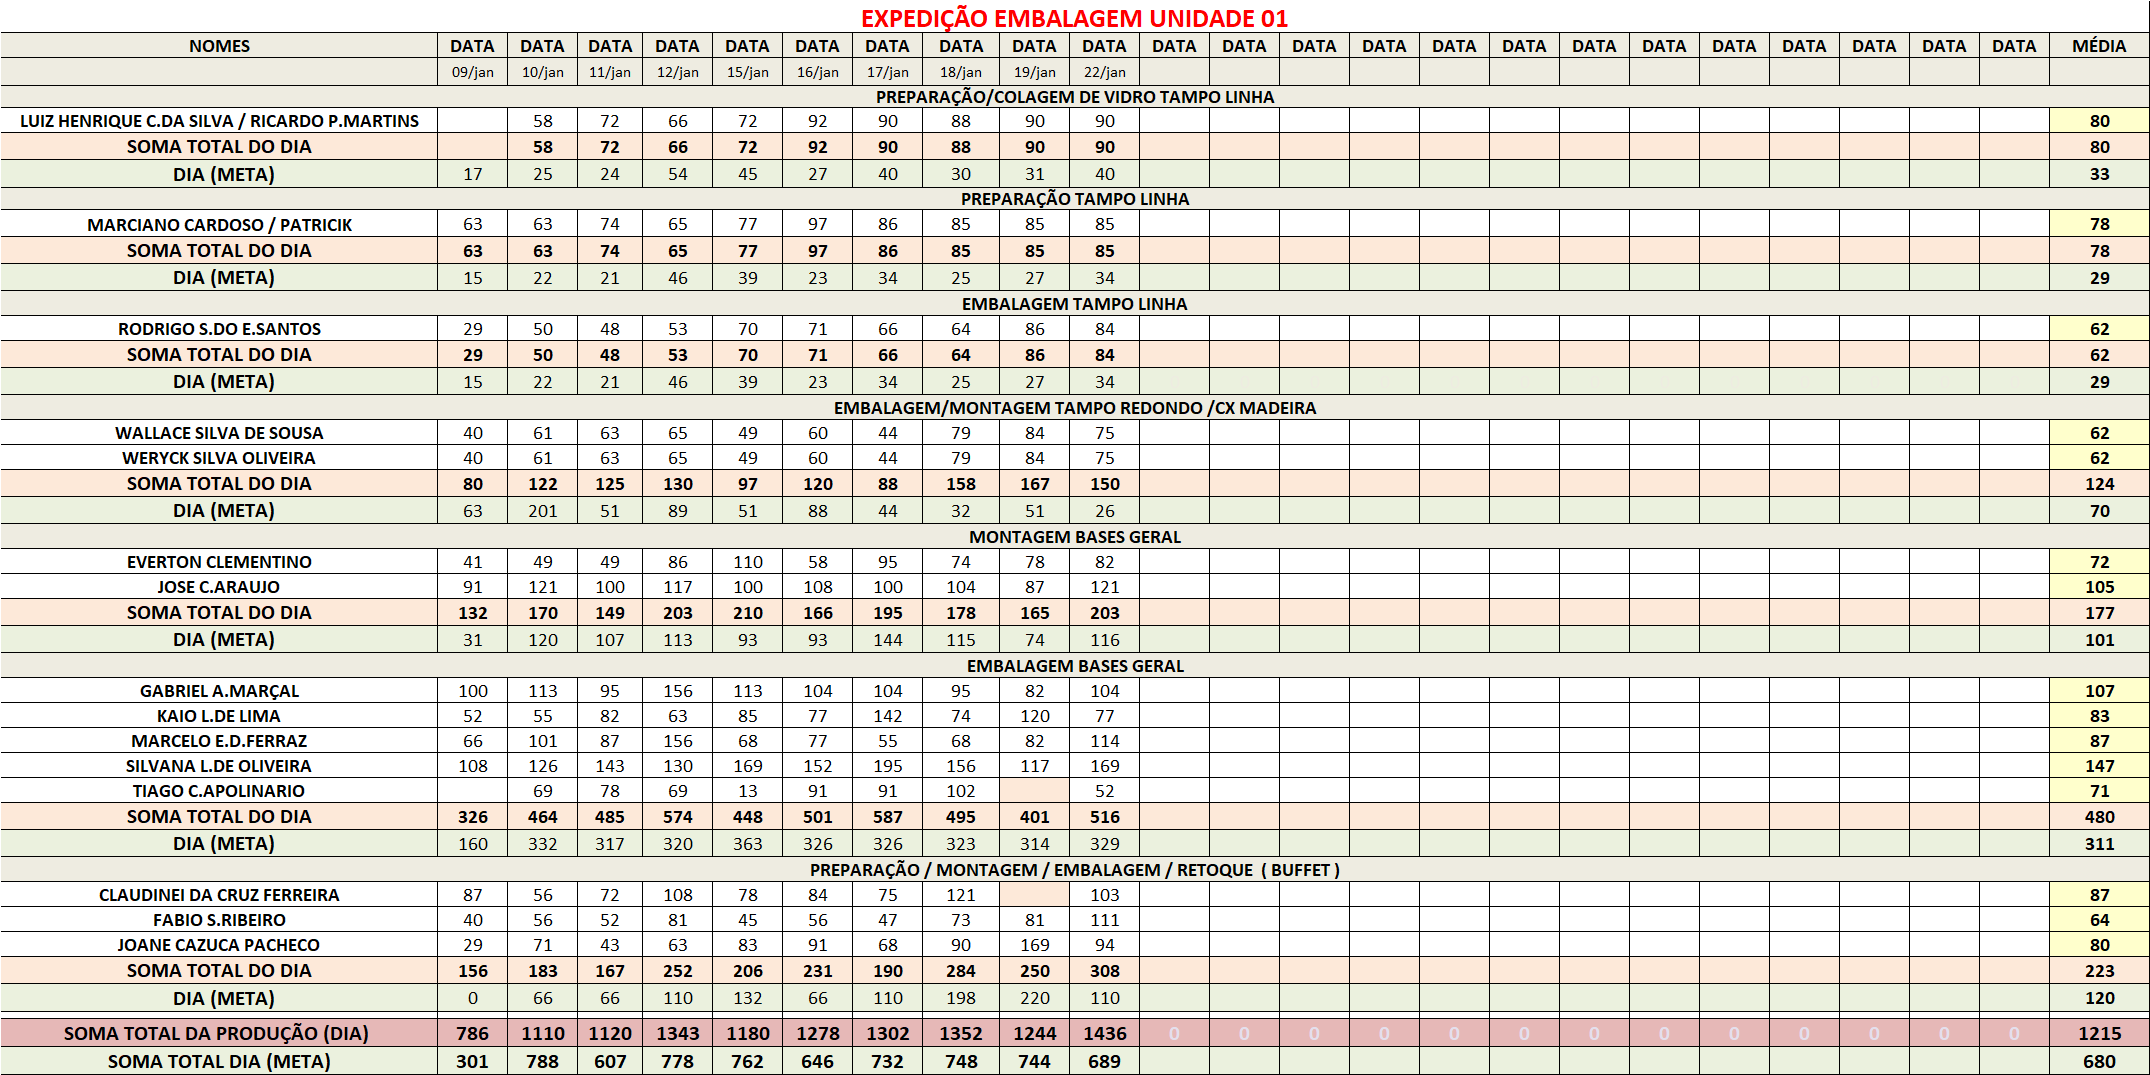 EXPEDIÇÃO EMBALAGEM UNIDADE 01
NOMES DATA DATA DATA DATA DATA DATA DATA DATA DATA DATA DATA DATA DATA DATA DATA DATA DATA DATA DATA DATA DATA DATA DATA MÉDIA
09/jan 10/jan 11/jan 12/jan 15/jan 16/jan 17/jan 18/jan 19/jan 22/jan
PREPARAÇÃO/COLAGEM DE VIDRO TAMPO LINHA
LUIZ HENRIQUE C.DA SILVA / RICARDO P.MARTINS 58 72 66 72 92 90 88 90 90 80
SOMA TOTAL DO DIA 58 72 66 72 92 90 88 90 90 80
DIA (META) 17 25 24 54 45 27 40 30 31 40 33
PREPARAÇÃO TAMPO LINHA
MARCIANO CARDOSO / PATRICIK 63 63 74 65 77 97 86 85 85 85 78
SOMA TOTAL DO DIA 63 63 74 65 77 97 86 85 85 85 78
DIA (META) 15 22 21 46 39 23 34 25 27 34 29
EMBALAGEM TAMPO LINHA
RODRIGO S.DO E.SANTOS 29 50 48 53 70 71 66 64 86 84 62
SOMA TOTAL DO DIA 29 50 48 53 70 71 66 64 86 84 62
DIA (META) 15 22 21 46 39 23 34 25 27 34 29
EMBALAGEM/MONTAGEM TAMPO REDONDO /CX MADEIRA
WALLACE SILVA DE SOUSA 40 61 63 65 49 60 44 79 84 75 62
WERYCK SILVA OLIVEIRA 40 61 63 65 49 60 44 79 84 75 62
SOMA TOTAL DO DIA 80 122 125 130 97 120 88 158 167 150 124
DIA (META) 63 201 51 89 51 88 44 32 51 26 70
MONTAGEM BASES GERAL
EVERTON CLEMENTINO 41 49 49 86 110 58 95 74 78 82 72
JOSE C.ARAUJO 91 121 100 117 100 108 100 104 87 121 105
SOMA TOTAL DO DIA 132 170 149 203 210 166 195 178 165 203 177
DIA (META) 31 120 107 113 93 93 144 115 74 116 101
EMBALAGEM BASES GERAL
GABRIEL A.MARÇAL 100 113 95 156 113 104 104 95 82 104 107
KAIO L.DE LIMA 52 55 82 63 85 77 142 74 120 77 83
MARCELO E.D.FERRAZ 66 101 87 156 68 77 55 68 82 114 87
SILVANA L.DE OLIVEIRA 108 126 143 130 169 152 195 156 117 169 147
TIAGO C.APOLINARIO 69 78 69 13 91 91 102 52 71
SOMA TOTAL DO DIA 326 464 485 574 448 501 587 495 401 516 480
DIA (META) 160 332 317 320 363 326 326 323 314 329 311
PREPARAÇÃO / MONTAGEM / EMBALAGEM / RETOQUE ( BUFFET )
CLAUDINEI DA CRUZ FERREIRA 87 56 72 108 78 84 75 121 103 87
FABIO S.RIBEIRO 40 56 52 81 45 56 47 73 81 111 64
JOANE CAZUCA PACHECO 29 71 43 63 83 91 68 90 169 94 80
SOMA TOTAL DO DIA 156 183 167 252 206 231 190 284 250 308 223
DIA (META) 0 66 66 110 132 66 110 198 220 110 120
SOMA TOTAL DA PRODUÇÃO (DIA) 786 1110 1120 1343 1180 1278 1302 1352 1244 1436 0 0 0 0 0 0 0 0 0 0 0 0 0 1215
SOMA TOTAL DIA (META) 301 788 607 778 762 646 732 748 744 689 680